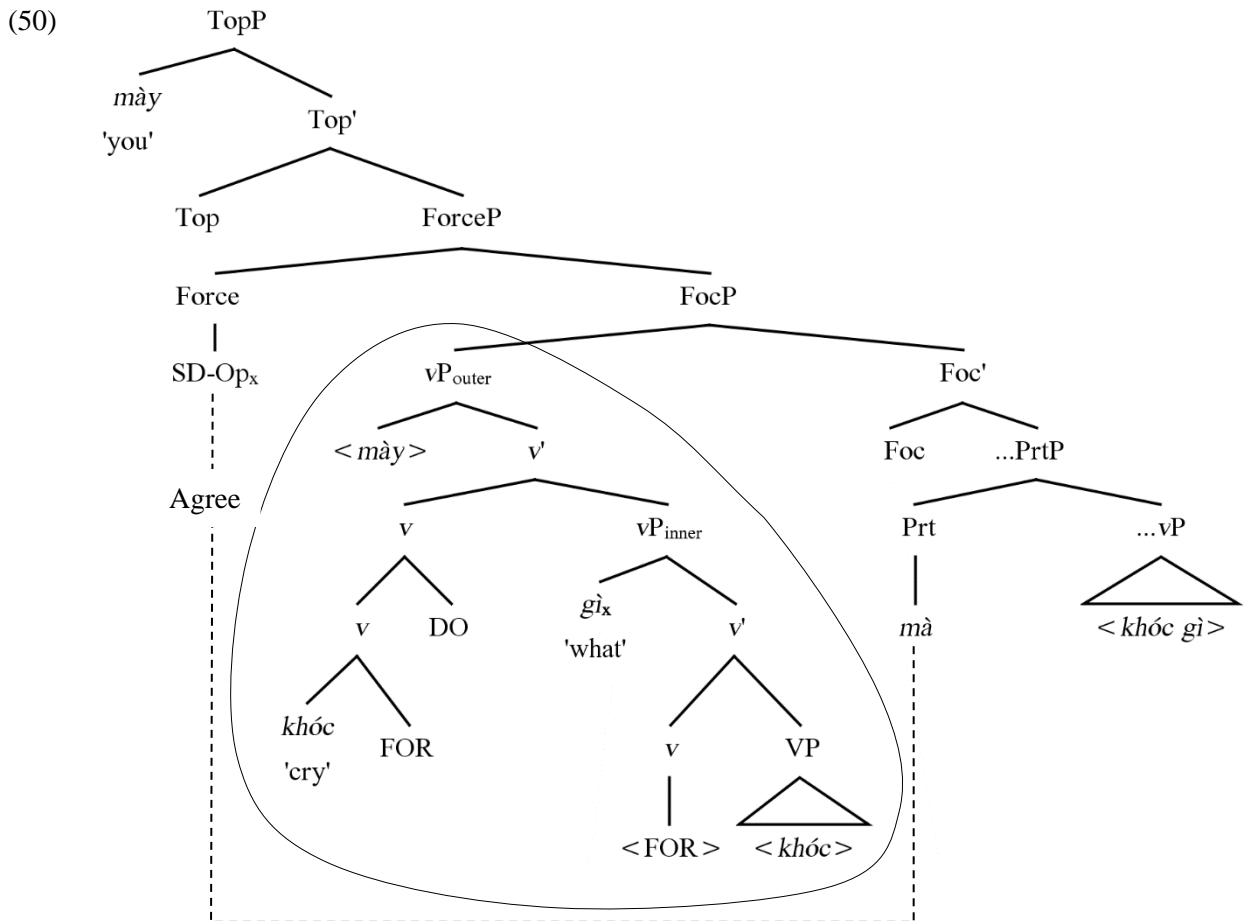 (50)
TopP
mày
'you'
Top'
Top ForceP
Force FocP
SD-Opx vPouter Foc'
<mày> v' Foc ...PrtP
Agree
v vPinner Prt ...vP
v DO gìx v' mà <khóc gì>
'what'
khóc FOR v VP
'cry'
<FOR> <khóc>